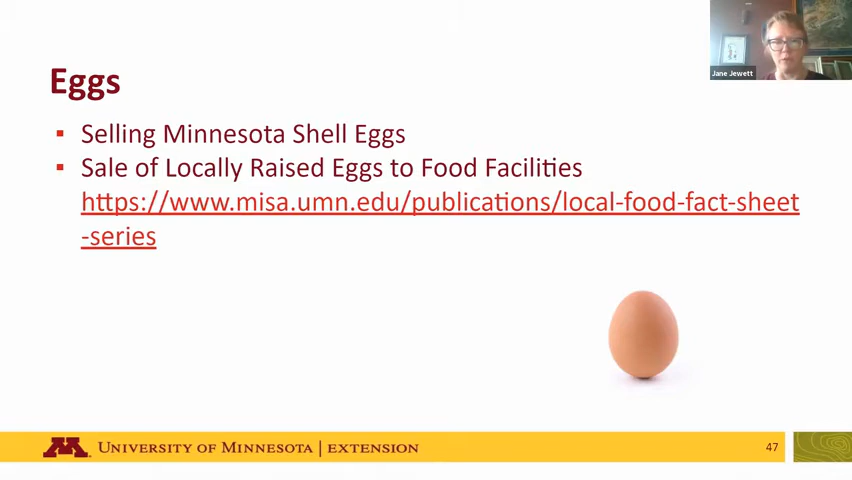 Jane Jewett
Eggs
▪ Selling Minnesota Shell Eggs
▪ Sale of Locally Raised Eggs to Food Facilities
https://www.misa.umn.edu/publications/local-food-fact-sheet
-series
M UNIVERSITY OF MINNESOTA | EXTENSION
47